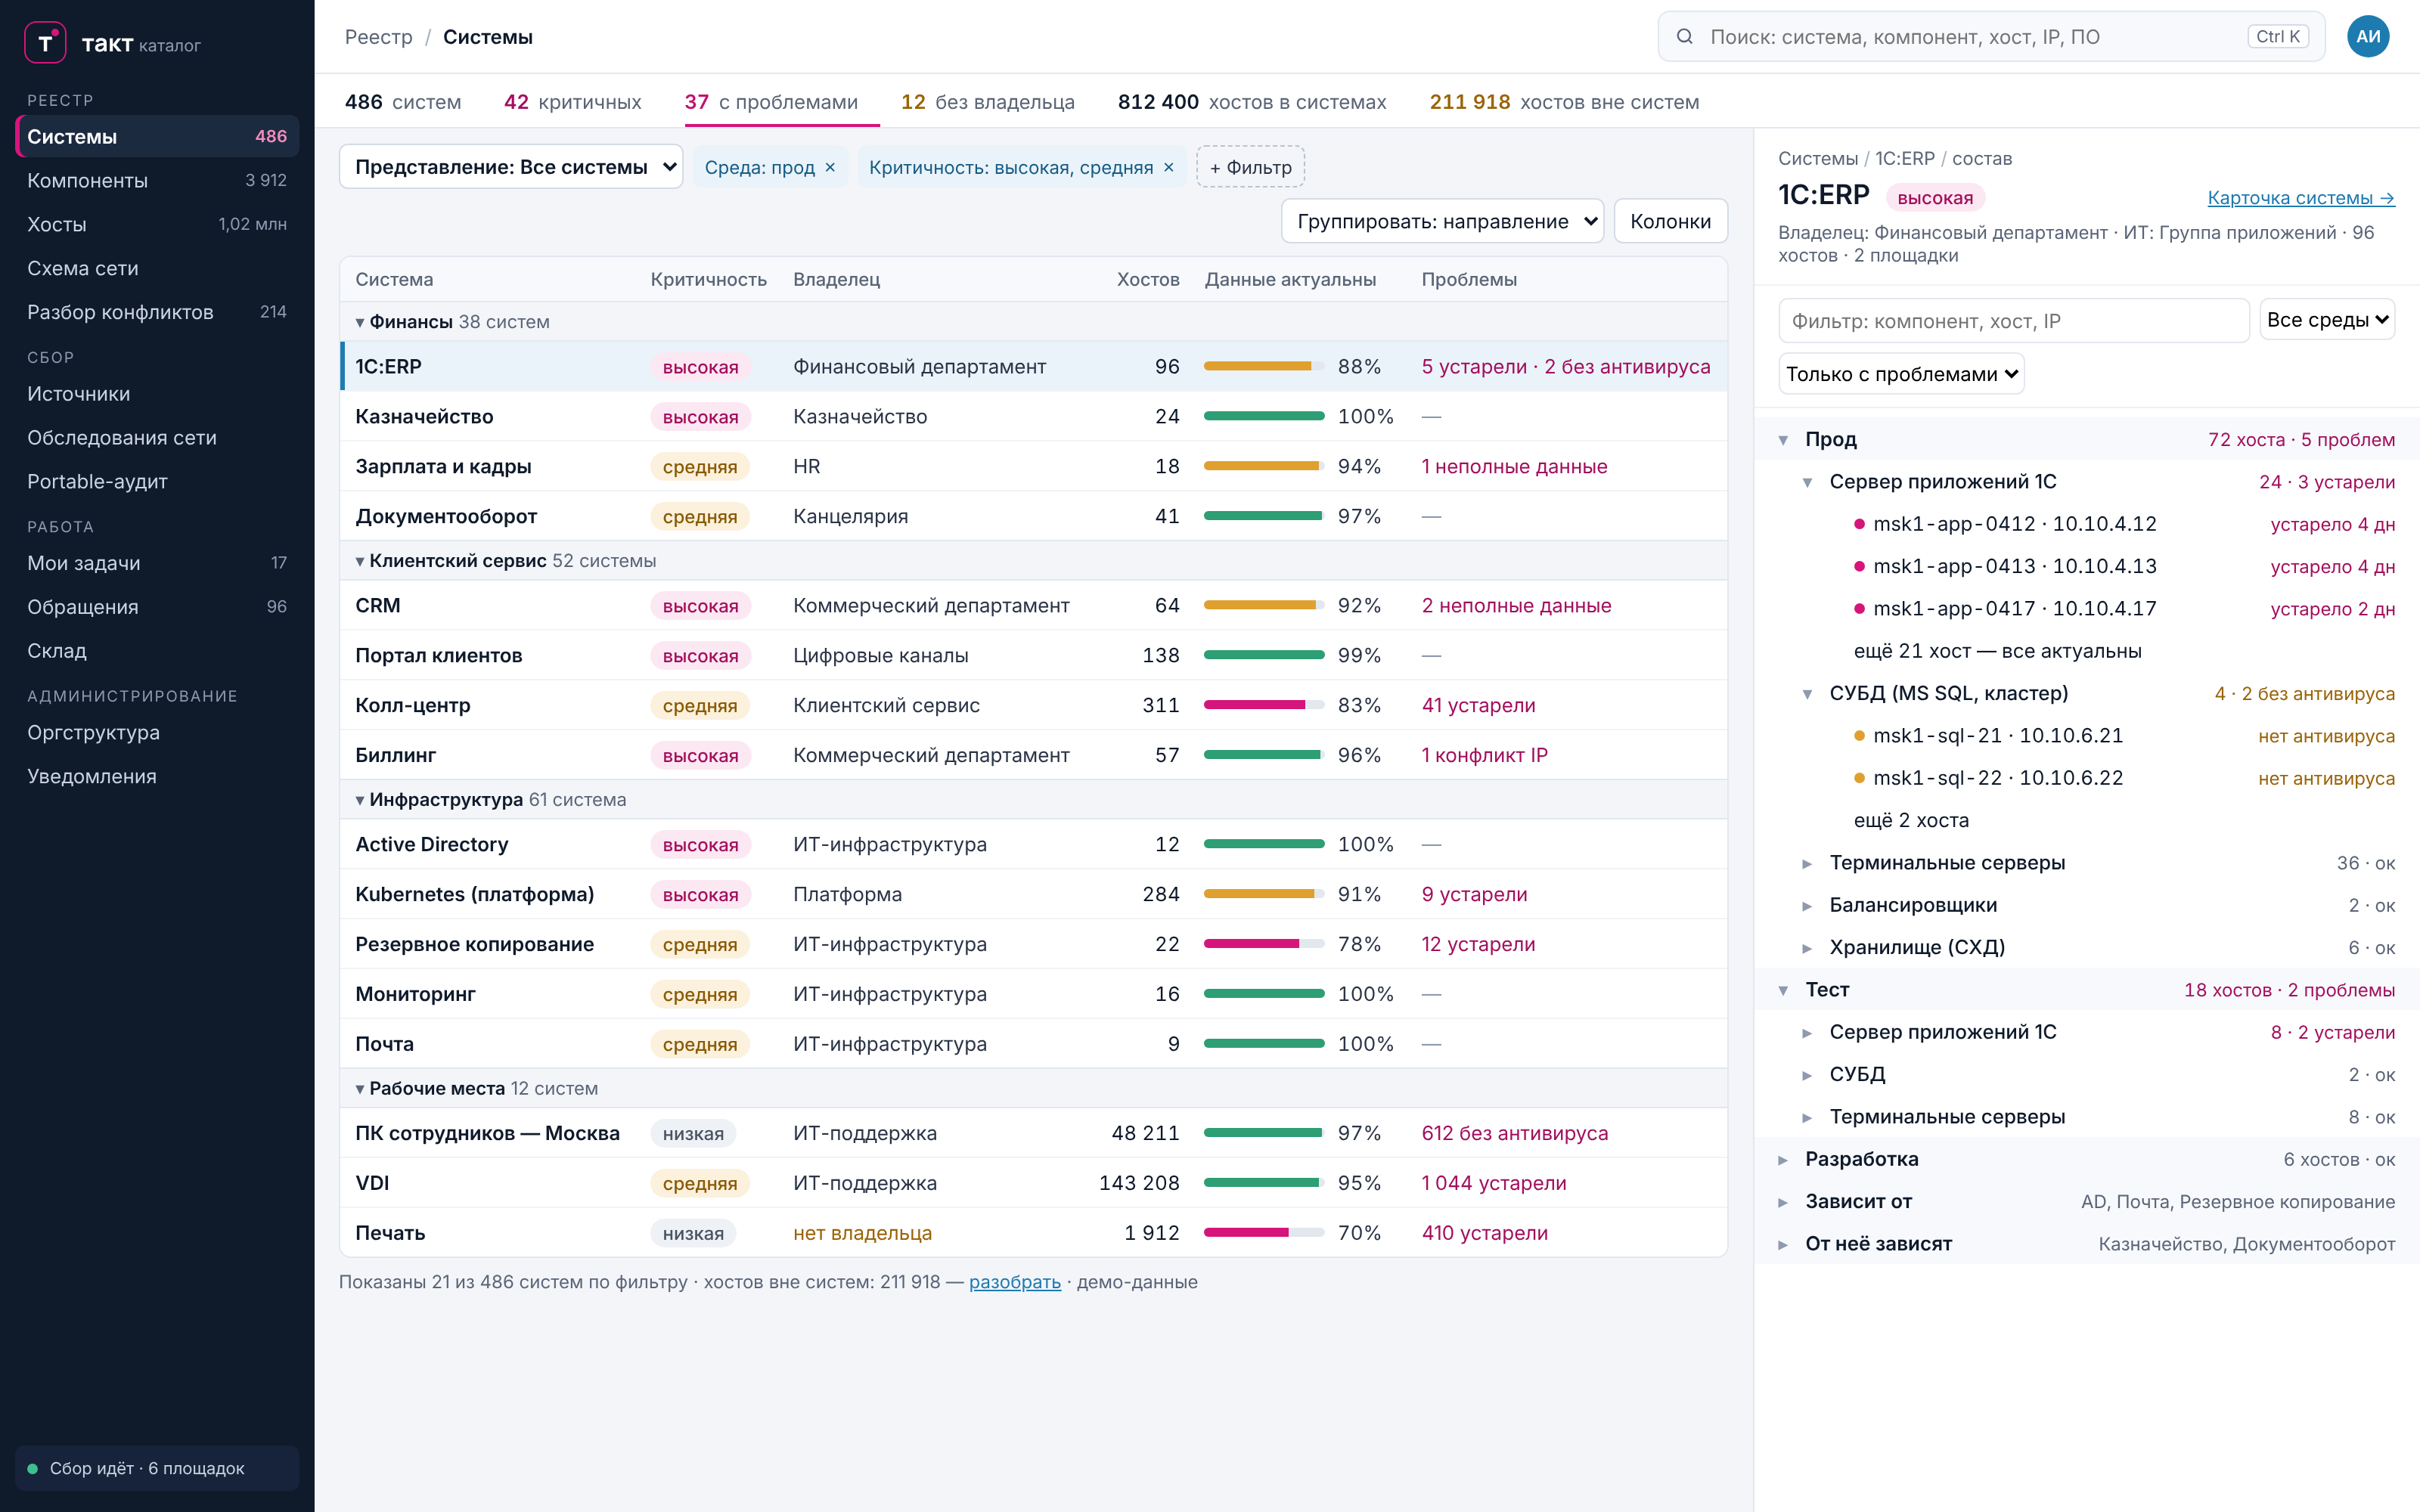 т такт каталог
РЕЕСТР
Системы 486
Компоненты 3 912
Хосты 1,02 млн
Схема сети
Разбор конфликтов 214
СБОР
Источники
Обследования сети
Portable-аудит
РАБОТА
Мои задачи 17
Обращения 96
Склад
АДМИНИСТРИРОВАНИЕ
Оргструктура
Уведомления
Сбор идёт · 6 площадок
Реестр / Системы
Поиск: система, компонент, хост, IP, ПО Ctrl K
АИ
486 систем 42 критичных 37 с проблемами 12 без владельца 812 400 хостов в системах 211 918 хостов вне систем
Представление: Все системы Среда: прод × Критичность: высокая, средняя × + Фильтр
Группировать: направление Колонки
Система Критичность Владелец Хостов Данные актуальны Проблемы
▾ Финансы 38 систем
1С:ERP высокая Финансовый департамент 96 88% 5 устарели · 2 без антивируса
Казначейство высокая Казначейство 24 100% —
Зарплата и кадры средняя HR 18 94% 1 неполные данные
Документооборот средняя Канцелярия 41 97% —
▾ Клиентский сервис 52 системы
CRM высокая Коммерческий департамент 64 92% 2 неполные данные
Портал клиентов высокая Цифровые каналы 138 99% —
Колл-центр средняя Клиентский сервис 311 83% 41 устарели
Биллинг высокая Коммерческий департамент 57 96% 1 конфликт IP
▾ Инфраструктура 61 система
Active Directory высокая ИТ-инфраструктура 12 100% —
Kubernetes (платформа) высокая Платформа 284 91% 9 устарели
Резервное копирование средняя ИТ-инфраструктура 22 78% 12 устарели
Мониторинг средняя ИТ-инфраструктура 16 100% —
Почта средняя ИТ-инфраструктура 9 100% —
▾ Рабочие места 12 систем
ПК сотрудников — Москва низкая ИТ-поддержка 48 211 97% 612 без антивируса
VDI средняя ИТ-поддержка 143 208 95% 1 044 устарели
Печать низкая нет владельца 1 912 70% 410 устарели
Показаны 21 из 486 систем по фильтру · хостов вне систем: 211 918 — разобрать · демо-данные
Системы / 1С:ERP / состав
1С:ERP высокая Карточка системы →
Владелец: Финансовый департамент · ИТ: Группа приложений · 96
хостов · 2 площадки
Фильтр: компонент, хост, IP Все среды
Только с проблемами
▾ Прод 72 хоста · 5 проблем
▾ Сервер приложений 1С 24 · 3 устарели
msk1-app-0412 · 10.10.4.12 устарело 4 дн
msk1-app-0413 · 10.10.4.13 устарело 4 дн
msk1-app-0417 · 10.10.4.17 устарело 2 дн
ещё 21 хост — все актуальны
▾ СУБД (MS SQL, кластер) 4 · 2 без антивируса
msk1-sql-21 · 10.10.6.21 нет антивируса
msk1-sql-22 · 10.10.6.22 нет антивируса
ещё 2 хоста
▸ Терминальные серверы 36 · ок
▸ Балансировщики 2 · ок
▸ Хранилище (СХД) 6 · ок
▾ Тест 18 хостов · 2 проблемы
▸ Сервер приложений 1С 8 · 2 устарели
▸ СУБД 2 · ок
▸ Терминальные серверы 8 · ок
▸ Разработка 6 хостов · ок
▸ Зависит от AD, Почта, Резервное копирование
▸ От неё зависят Казначейство, Документооборот